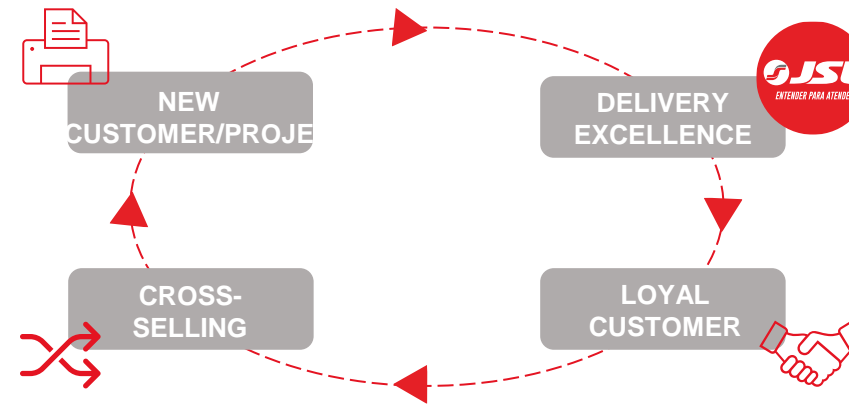 NEW
CUSTOMER/PROJE
DELIVERY
EXCELLENCE
JSL
ENTENDER PARA ATENDE
CROSS-
SELLING
LOYAL
CUSTOMER